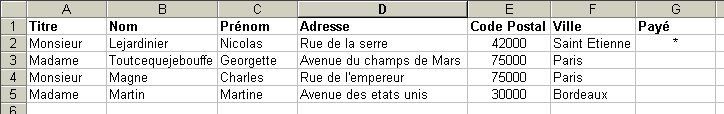 A B C D E F G
1 Titre Nom Prénom Adresse Code Postal Ville Payé
2 Monsieur Lejardinier Nicolas Rue de la serre 42000 Saint Etienne *
3 Madame Toutcequejebouffe Georgette Avenue du champs de Mars 75000 Paris
4 Monsieur Magne Charles Rue de l'empereur 75000 Paris
5 Madame Martin Martine Avenue des etats unis 30000 Bordeaux
6